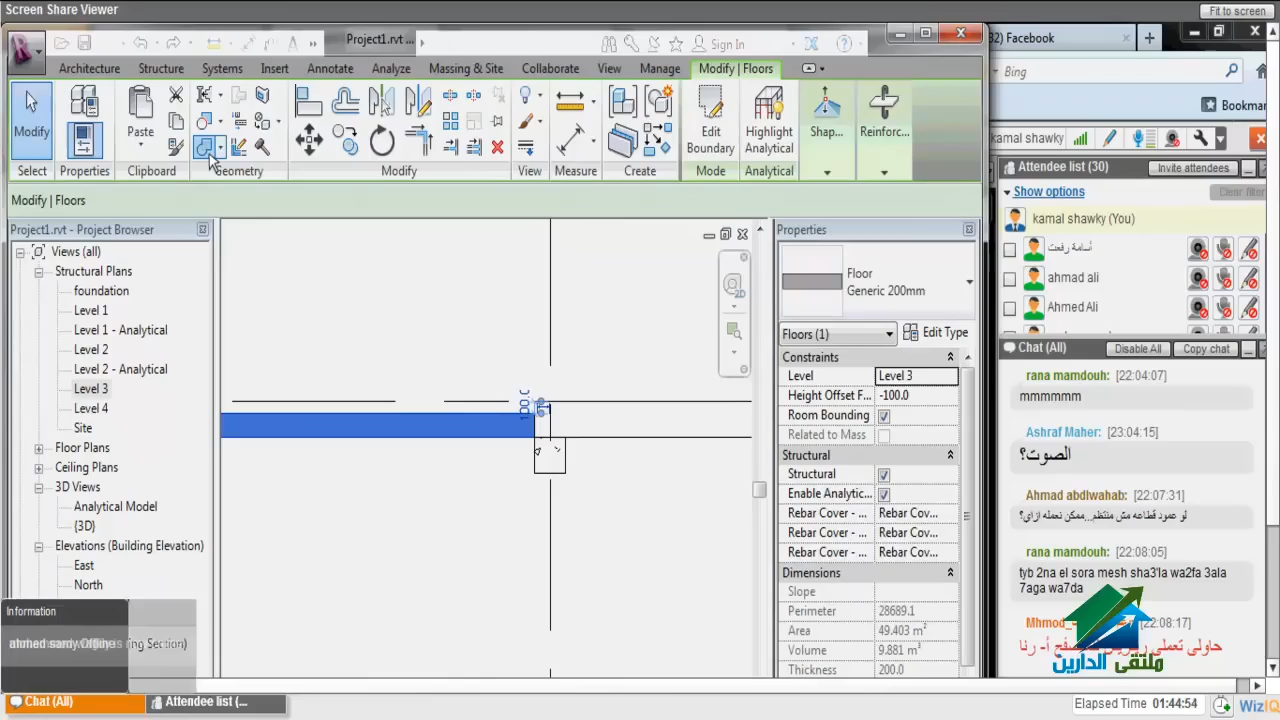 Screen Share Viewer
Fit to screen
Project1.rvt ...
Sign In
32) Facebook
Bing
Bookmar
Architecture
Structure
Systems
Insert
Annotate
Analyze
Massing & Site
Collaborate
View
Manage
Modify | Floors
Modify
Paste
Edit
Boundary
Highlight
Analytical
Shap...
Reinforc...
Select
Properties
Clipboard
Geometry
Modify
View
Measure
Create
Mode
Analytical
Modify | Floors
kamal shawky
Attendee list (30)
Invite attendees
Show options
Clear filter
kamal shawky (You)
أسامة رفعت
ahmad ali
Ahmed Ali
Project1.rvt - Project Browser
Views (all)
Structural Plans
foundation
Level 1
Level 1 - Analytical
Level 2
Level 2 - Analytical
Level 3
Level 4
Site
Floor Plans
Ceiling Plans
3D Views
Analytical Model
{3D}
Elevations (Building Elevation)
East
North
ng Section)
Information
100.0
2D
Properties
Floor
Generic 200mm
Floors (1)
Edit Type
Constraints
Level
Level 3
Height Offset F...
-100.0
Room Bounding
Related to Mass
Structural
Structural
Enable Analytic...
Rebar Cover - ...
Rebar Cov...
Rebar Cover - ...
Rebar Cov...
Rebar Cover - ...
Rebar Cov...
Dimensions
Slope
Perimeter
28689.1
Area
49.403 m²
Volume
9.881 m³
Thickness
200.0
Chat (All)
Disable All
Copy chat
rana mamdouh: [22:04:07]
mmmmmm
Ashraf Maher: [23:04:15]
الصوت؟
Ahmad abdlwahab: [22:07:31]
لو عمود قطاعه مش منتظم...ممكن نعمله ازاى؟
rana mamdouh: [22:08:05]
tyb 2na el sora mesh sha3'la wa2fa 3ala
7aga wa7da
Mhmod_
[22:08:17]
حاولى تعملى
صفح أ- رنا
ملتقى الدارين
Chat (All)
Attendee list (...
Elapsed Time 01:44:54
WizIQ